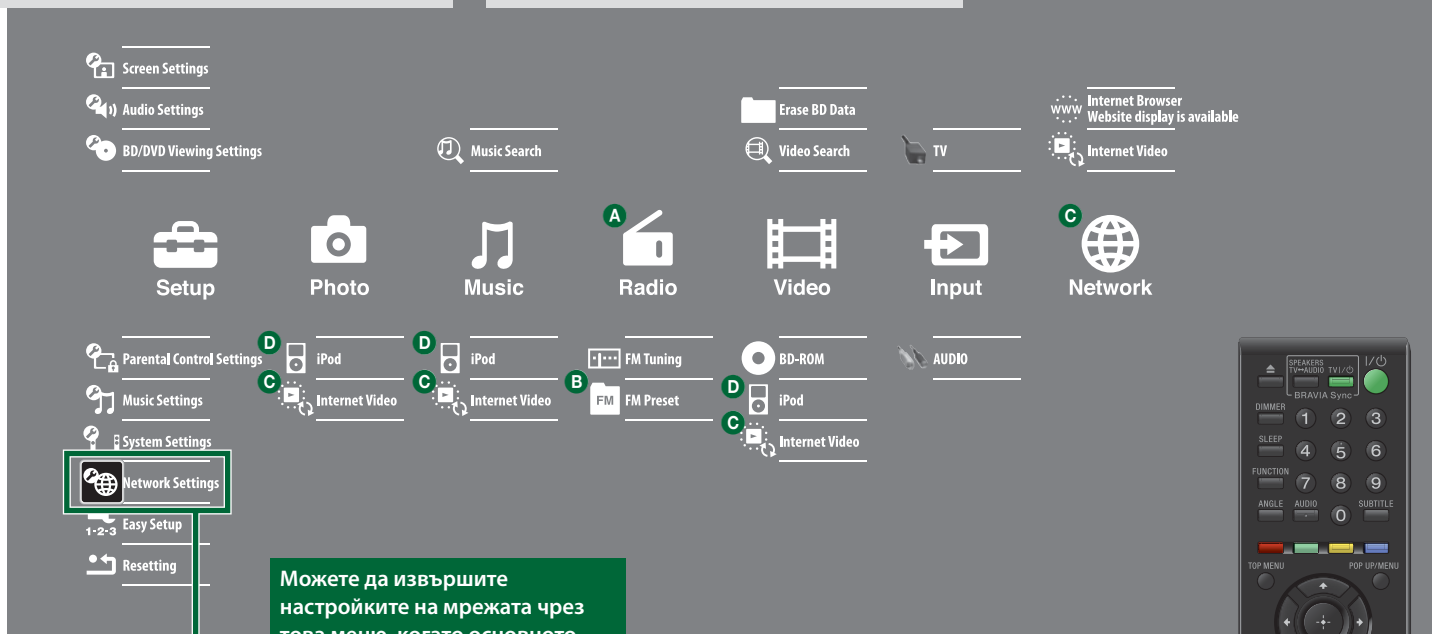 Screen Settings
Audio Settings
BD/DVD Viewing Settings
Music Search
Erase BD Data
Video Search
TV
www Internet Browser
Website display is available
Internet Video
Setup
Photo
A
Music
Radio
Video
Input
C
Network
Parental Control Settings
Music Settings
System Settings
Network Settings
1-2-3 Easy Setup
Resetting
D iPod
C Internet Video
D iPod
C Internet Video
FM Tuning
B FM FM Preset
BD-ROM
D iPod
C Internet Video
AUDIO
Можете да извършите
настройките на мрежата чрез
това меню, когато основното
SPEAKERS
TV↔AUDIO TV I/⏻ I/⏻
BRAVIA Sync
DIMMER 1 2 3
SLEEP 4 5 6
FUNCTION 7 8 9
ANGLE AUDIO 0 SUBTITLE
TOP MENU POP UP/MENU